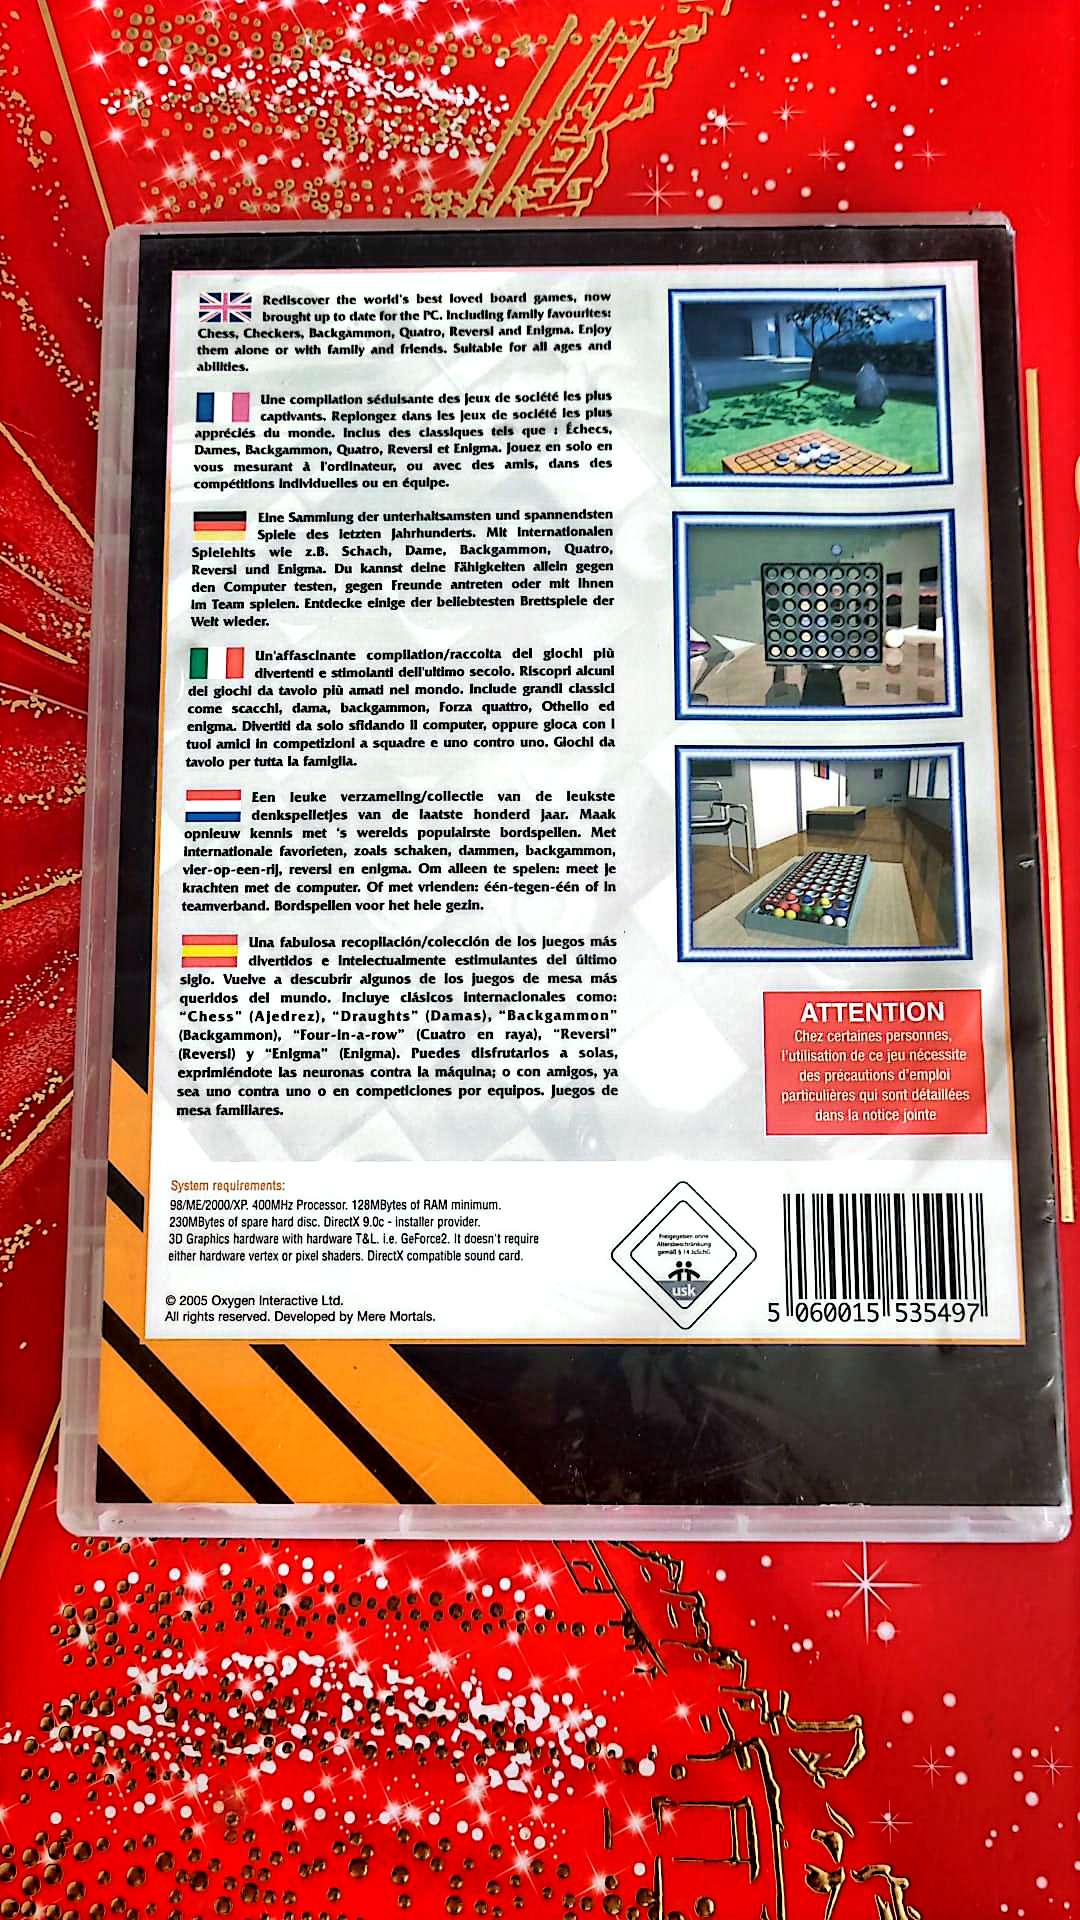 Rediscover the world's best loved board games, now
brought up to date for the PC. Including family favourites:
Chess, Checkers, Backgammon, Quatro, Reversi and Enigma. Enjoy
them alone or with family and friends. Suitable for all ages and
abilities.
Une compilation séduisante des jeux de société les plus
captivants. Replongez dans les jeux de société les plus
appréciés du monde. Inclus des classiques tels que : Échecs,
Dames, Backgammon, Quatro, Reversi et Enigma. Jouez en solo en
vous mesurant à l'ordinateur, ou avec des amis, dans des
compétitions individuelles ou en équipe.
Eine Sammlung der unterhaltsamsten und spannendsten
Spiele des letzten Jahrhunderts. Mit internationalen
Spielehits wie z.B. Schach, Dame, Backgammon, Quatro,
Reversi und Enigma. Du kannst deine Fähigkeiten allein gegen
den Computer testen, gegen Freunde antreten oder mit ihnen
im Team spielen. Entdecke einige der beliebtesten Brettspiele der
Welt wieder.
Un'affascinante compilation/raccolta dei giochi più
divertenti e stimolanti dell'ultimo secolo. Riscopri alcuni
dei giochi da tavolo più amati nel mondo. Include grandi classici
come scacchi, dama, backgammon, Forza quattro, Othello ed
enigma. Divertiti da solo sfidando il computer, oppure gioca con i
tuoi amici in competizioni a squadre e uno contro uno. Giochi da
tavolo per tutta la famiglia.
Een leuke verzameling/collectie van de leukste
denkspelletjes van de laatste honderd jaar. Maak
opnieuw kennis met 's werelds populairste bordspellen. Met
internationale favorieten, zoals schaken, dammen, backgammon,
vier-op-een-rij, reversi en enigma. Om alleen te spelen: meet je
krachten met de computer. Of met vrienden: één-tegen-één of in
teamverband. Bordspellen voor het hele gezin.
Una fabulosa recopilación/colección de los juegos más
divertidos e intelectualmente estimulantes del último
siglo. Vuelve a descubrir algunos de los juegos de mesa más
queridos del mundo. Incluye clásicos internacionales como:
"Chess" (Ajedrez), "Draughts" (Damas), "Backgammon"
(Backgammon), "Four-in-a-row" (Cuatro en raya), "Reversi"
(Reversi) y "Enigma" (Enigma). Puedes disfrutarlos a solas,
exprimiéndote las neuronas contra la máquina; o con amigos, ya
sea uno contra uno o en competiciones por equipos. Juegos de
mesa familiares.
ATTENTION
Chez certaines personnes,
l'utilisation de ce jeu nécessite
des précautions d'emploi
particulières qui sont détaillées
dans la notice jointe
System requirements:
98/ME/2000/XP. 400MHz Processor. 128MBytes of RAM minimum.
230MBytes of spare hard disc. DirectX 9.0c - Installer provider.
3D Graphics hardware with hardware T&L. i.e. GeForce2. It doesn't require
either hardware vertex or pixel shaders. DirectX compatible sound card.
© 2005 Oxygen Interactive Ltd.
All rights reserved. Developed by Mere Mortals.
Freigegeben ohne
Altersbeschränkung
gemäß § 14 JuSchG
usk
5 060015 535497